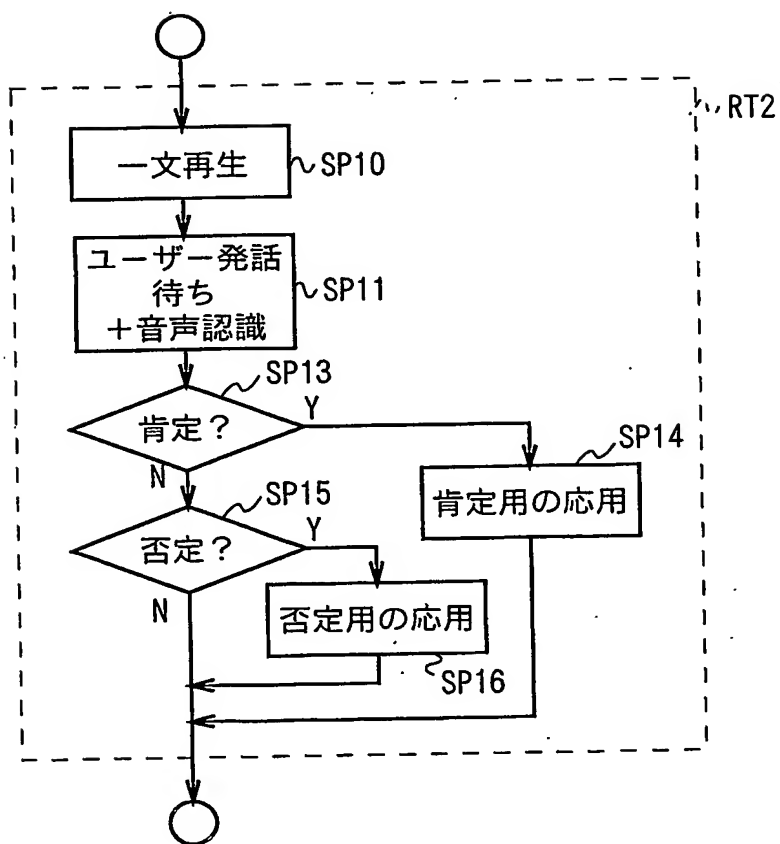 RT2
一文再生
SP10
ユーザー発話
待ち
+音声認識
SP11
SP13
肯定?
Y
N
SP14
肯定用の応用
SP15
否定?
Y
N
否定用の応用
SP16